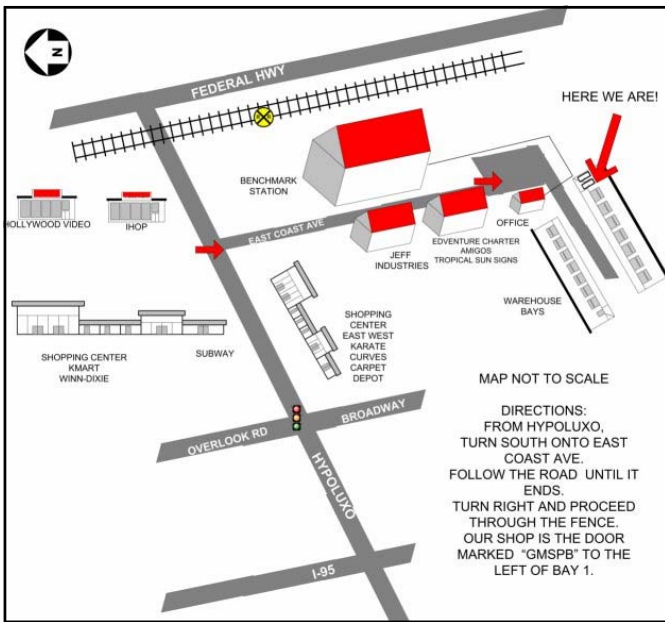 N
FEDERAL HWY
HERE WE ARE!
BENCHMARK
STATION
HOLLYWOOD VIDEO
IHOP
EAST COAST AVE
JEFF
INDUSTRIES
EDVENTURE CHARTER
AMIGOS
TROPICAL SUN SIGNS
OFFICE
WAREHOUSE
BAYS
SHOPPING CENTER
KMART
WINN-DIXIE
SUBWAY
SHOPPING
CENTER
EAST WEST
KARATE
CURVES
CARPET
DEPOT
OVERLOOK RD
BROADWAY
HYPOLUXO
I-95
MAP NOT TO SCALE
DIRECTIONS:
FROM HYPOLUXO,
TURN SOUTH ONTO EAST
COAST AVE.
FOLLOW THE ROAD UNTIL IT
ENDS.
TURN RIGHT AND PROCEED
THROUGH THE FENCE.
OUR SHOP IS THE DOOR
MARKED "GMSPB" TO THE
LEFT OF BAY 1.